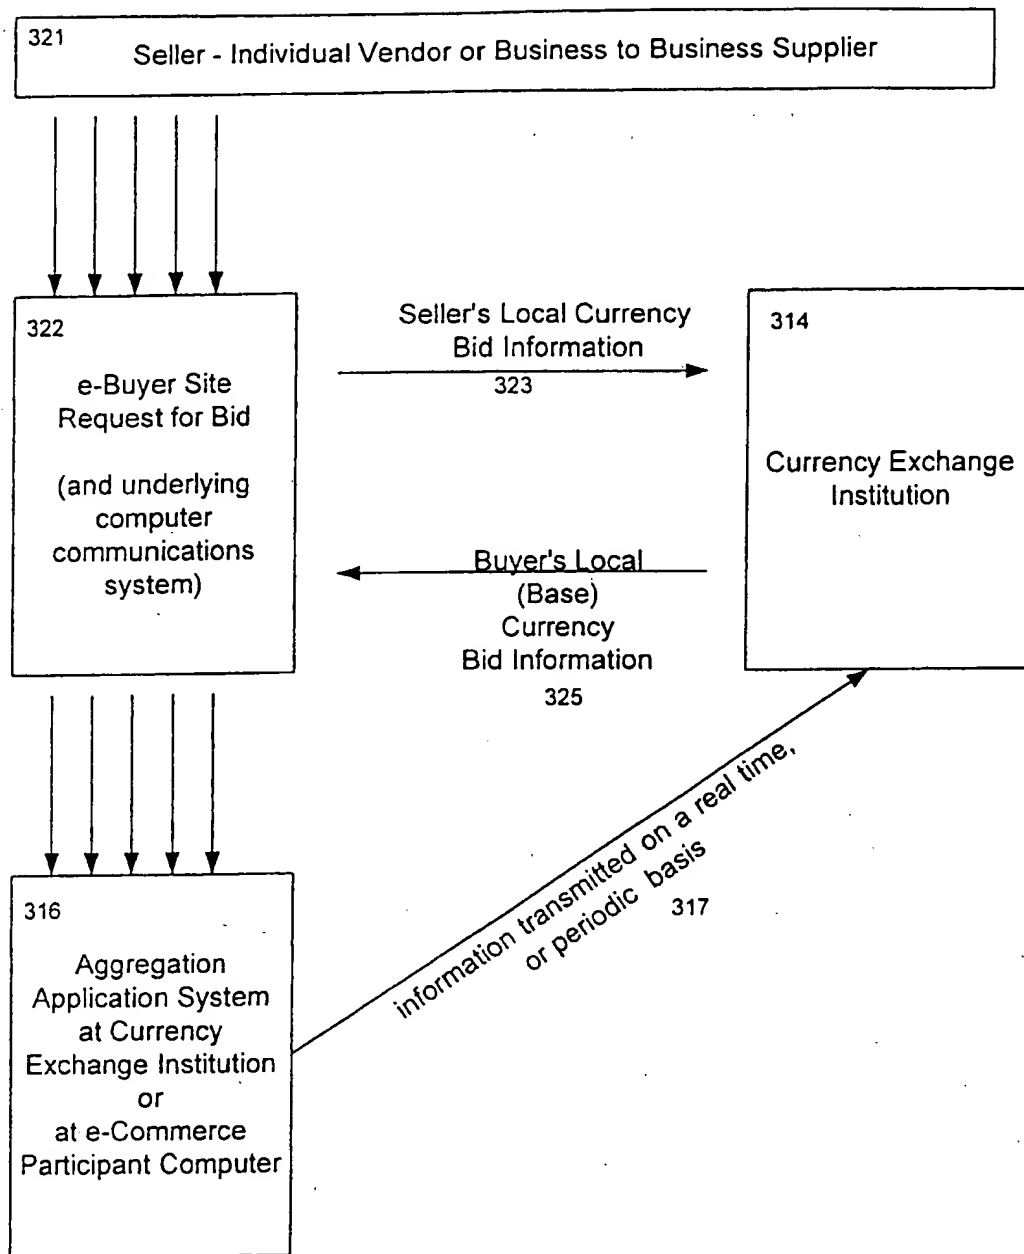 321
Seller - Individual Vendor or Business to Business Supplier
322
e-Buyer Site
Request for Bid
(and underlying
computer
communications
system)
Seller's Local Currency
Bid Information
323
314
Currency Exchange
Institution
Buyer's Local
(Base)
Currency
Bid Information
325
information transmitted on a real time,
or periodic basis
317
316
Aggregation
Application System
at Currency
Exchange Institution
or
at e-Commerce
Participant Computer